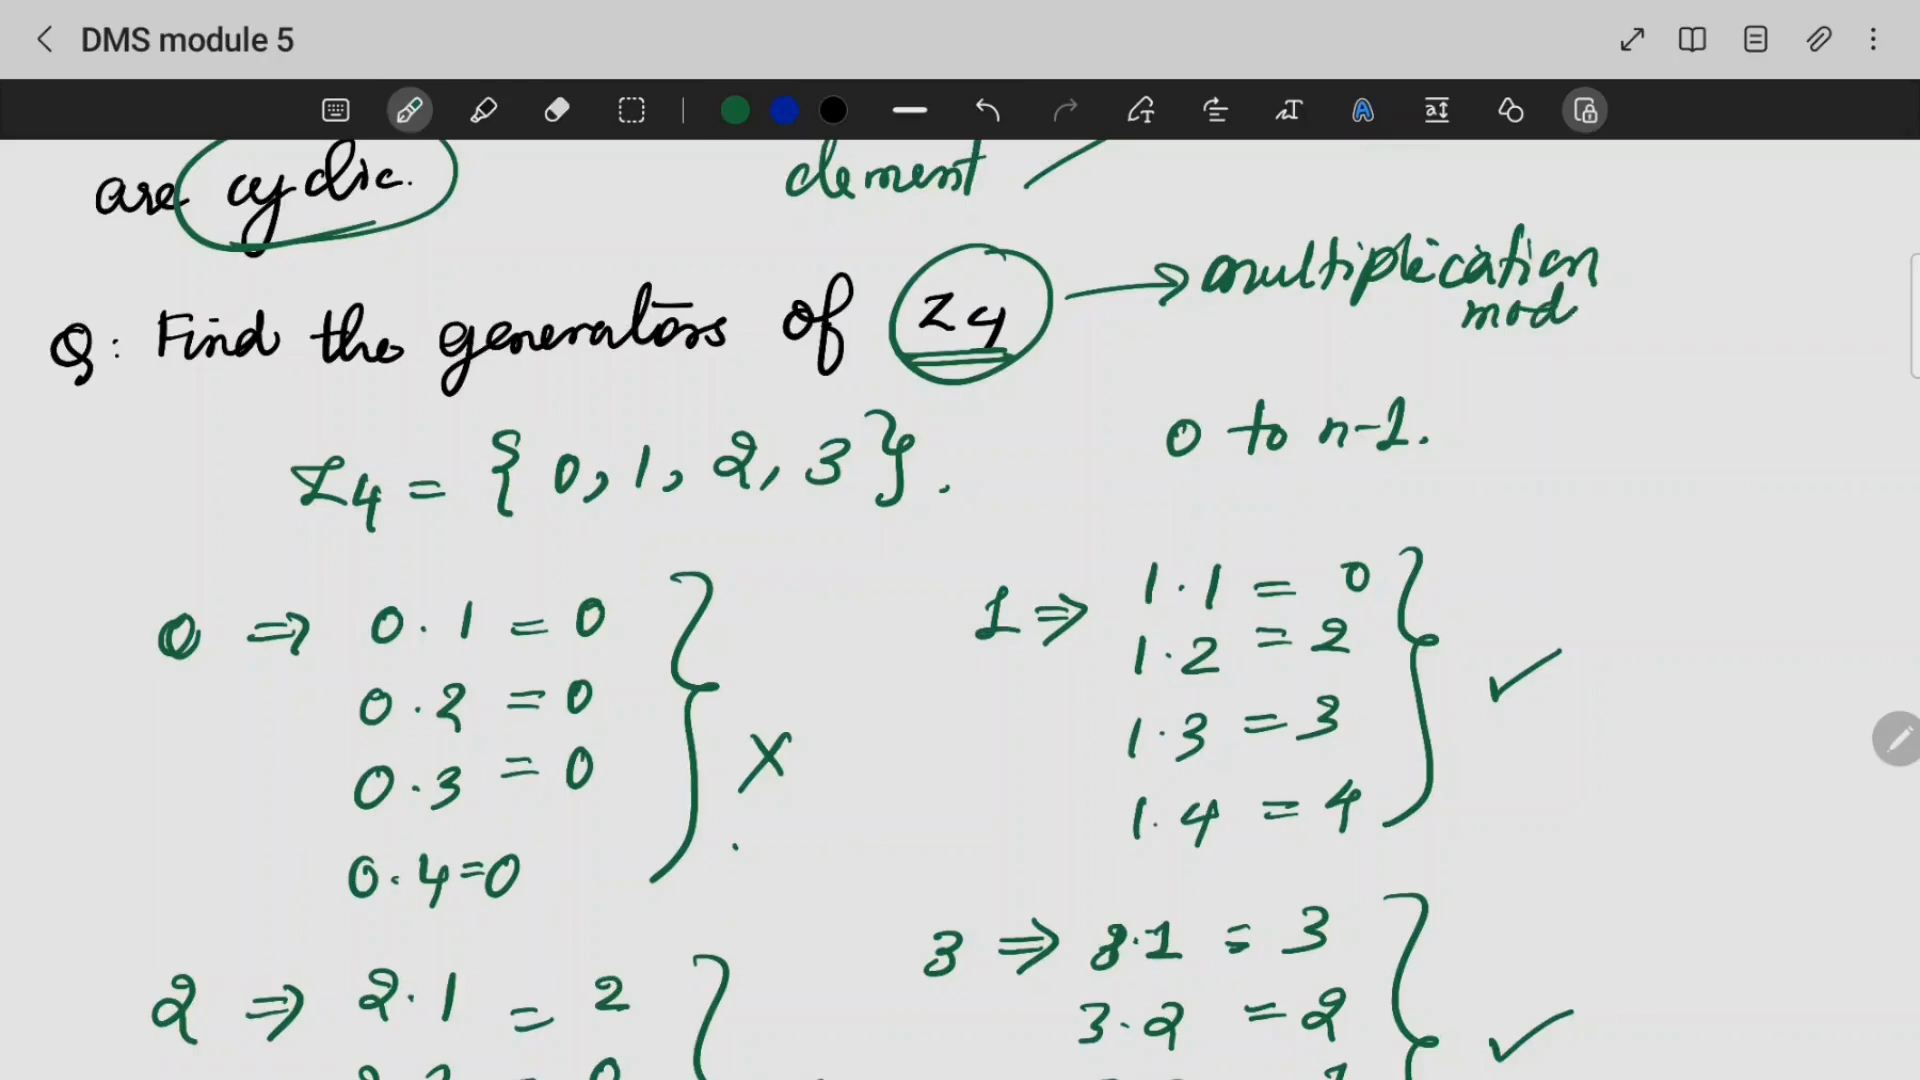 DMS module 5
are cyclic.
element
Q: Find the generators of Z4 → multiplication
mod
Z4 = { 0, 1, 2, 3 }.
0 to n-1.
0 ⇒ 0 . 1 = 0
0 . 2 = 0
0 . 3 = 0
0 . 4 = 0
X
1 ⇒ 1 . 1 = 0
1 . 2 = 2
1 . 3 = 3
1 . 4 = 4
✓
2 ⇒ 2 . 1 = 2
3 ⇒ 3 . 1 = 3
3 . 2 = 2
✓